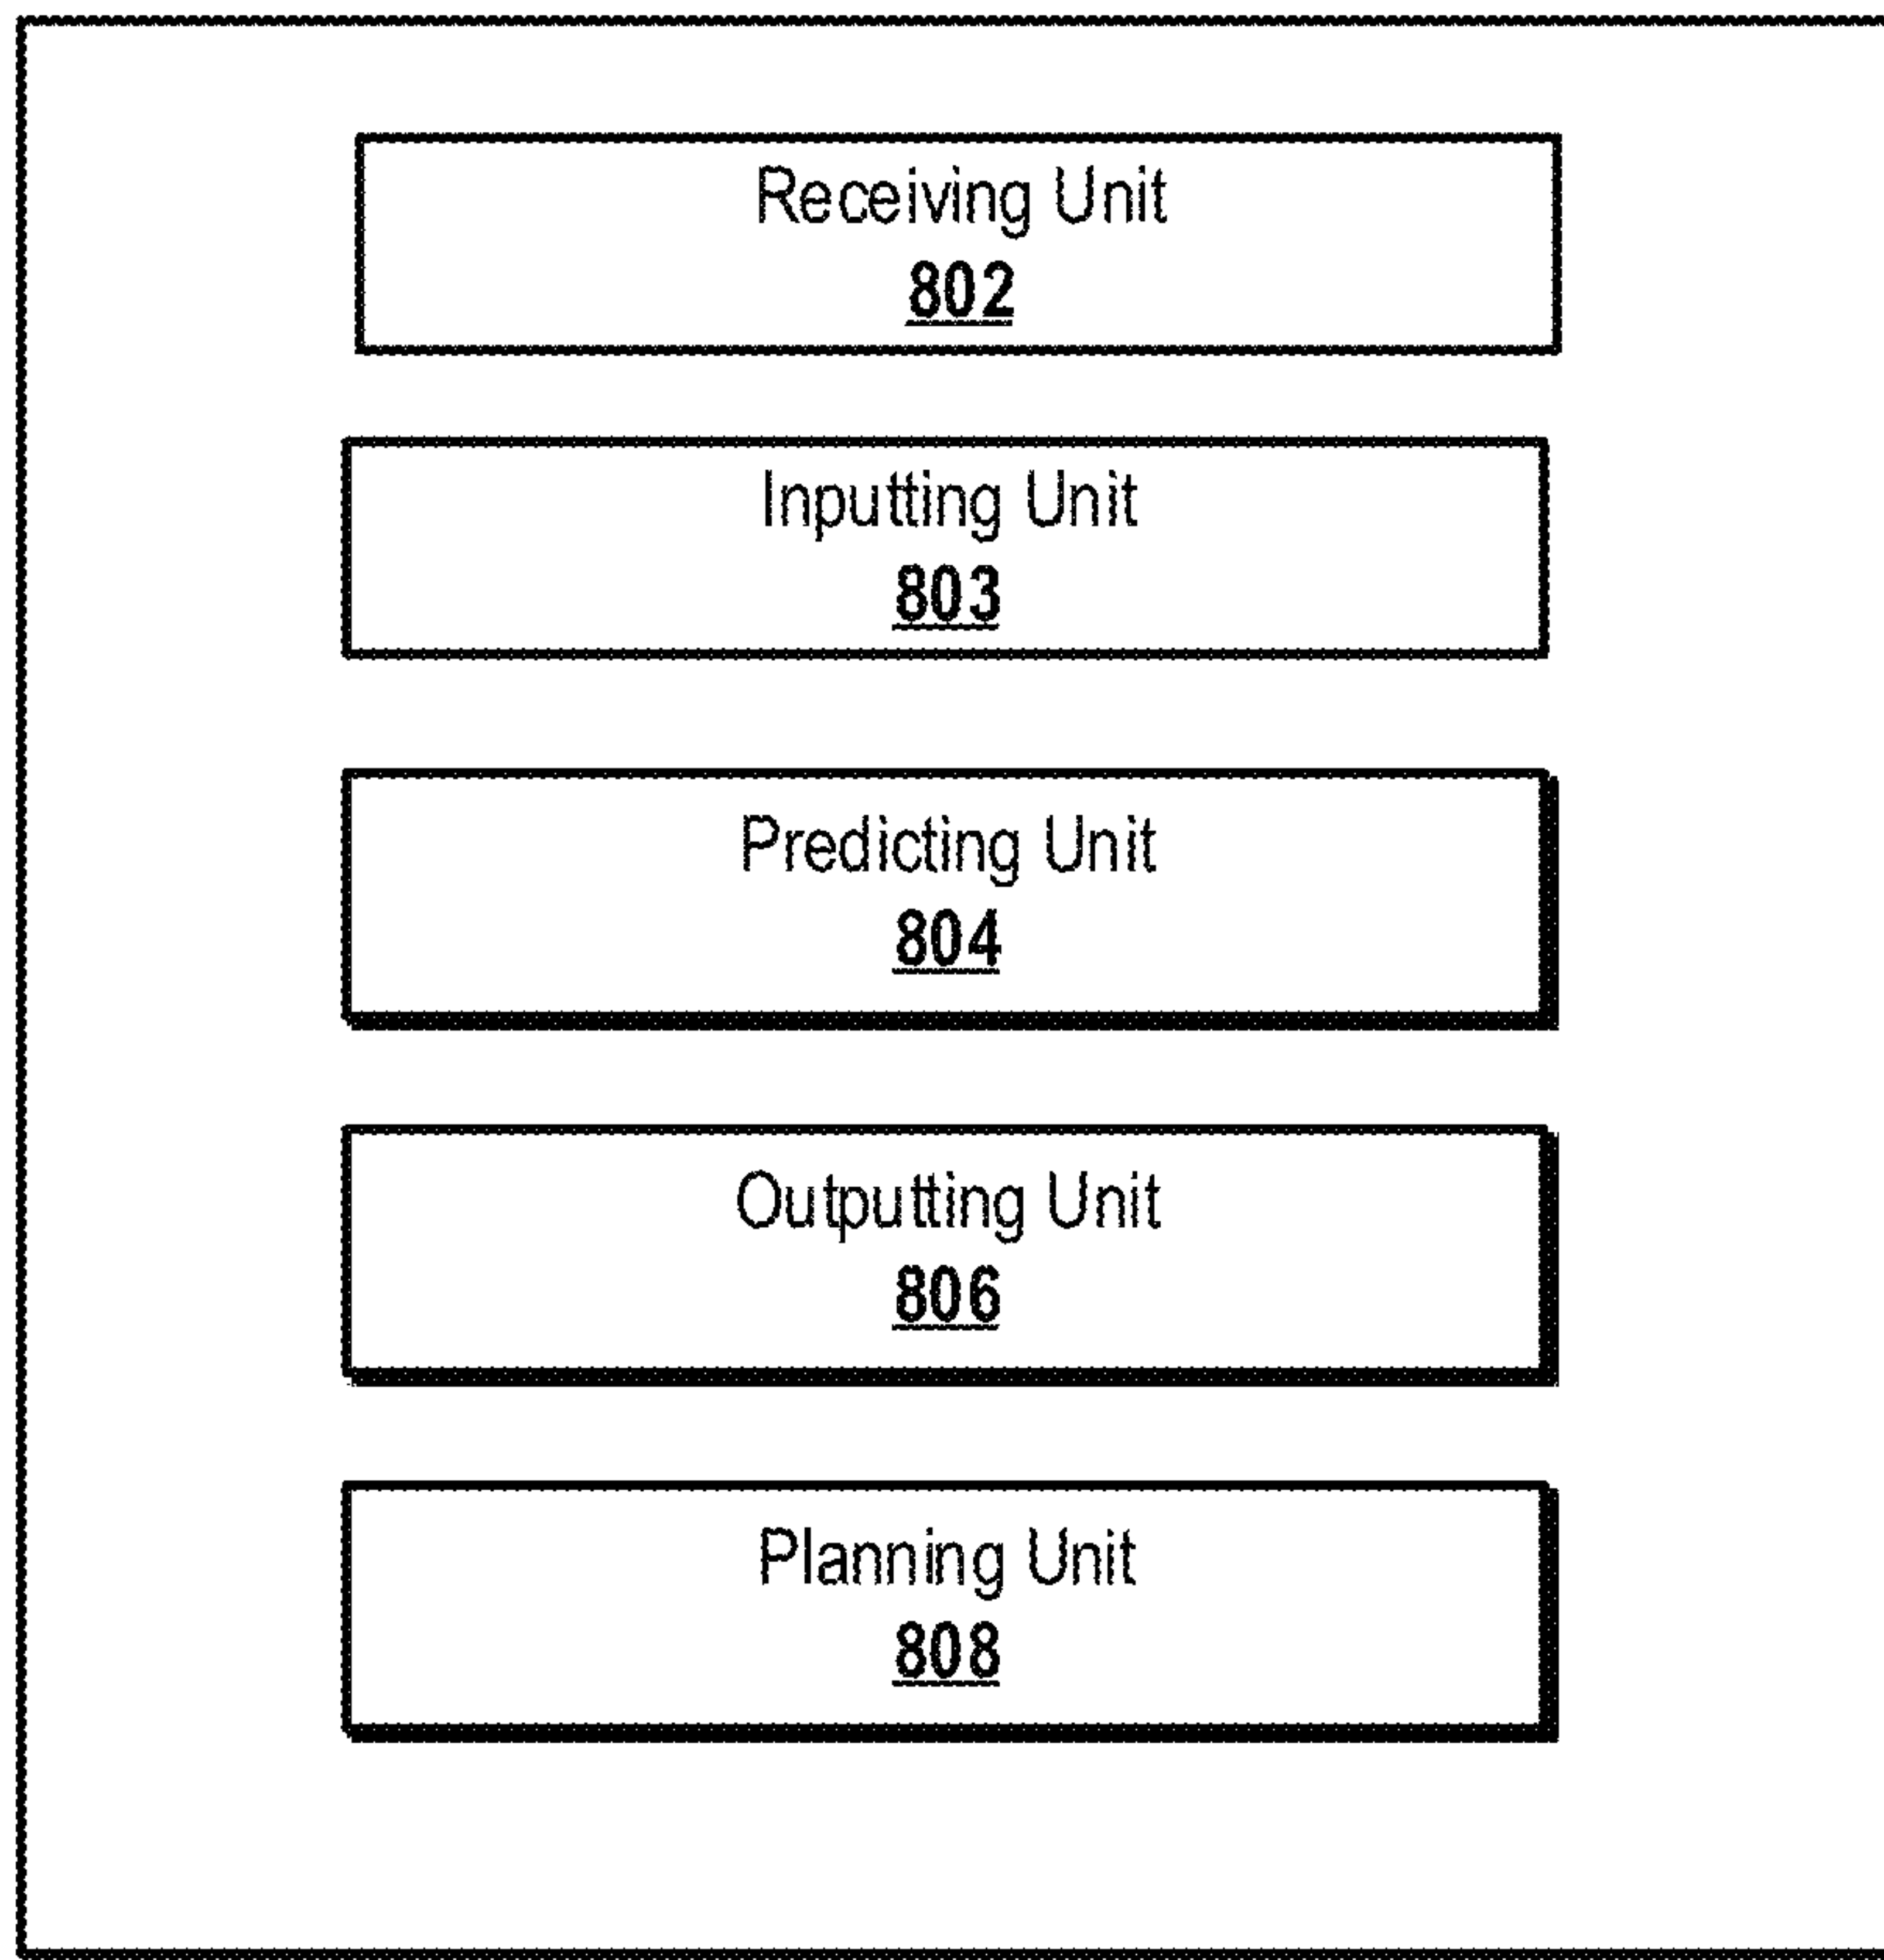 Receiving Unit
802
Inputting Unit
803
Predicting Unit
804
Outputting Unit
806
Planning Unit
808